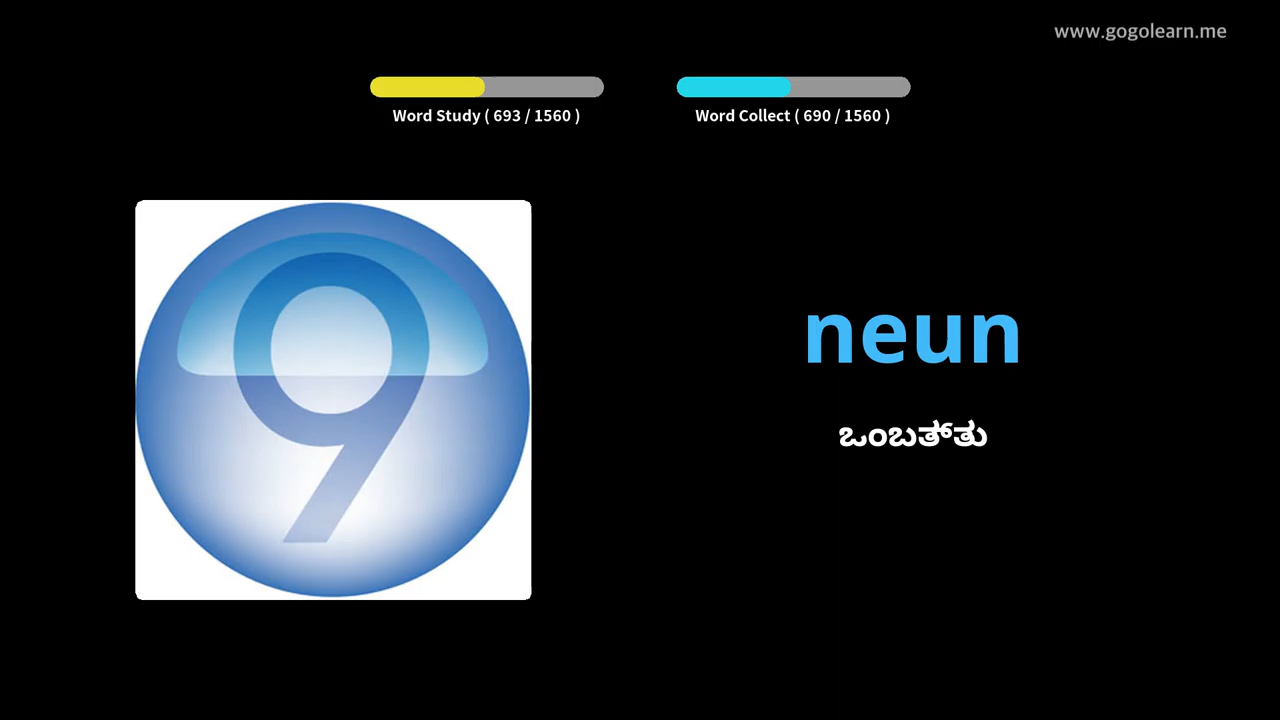 www.gogolearn.me
Word Study ( 693 / 1560 )
Word Collect ( 690 / 1560 )
9
neun
ಒಂಬತ್‌ತು